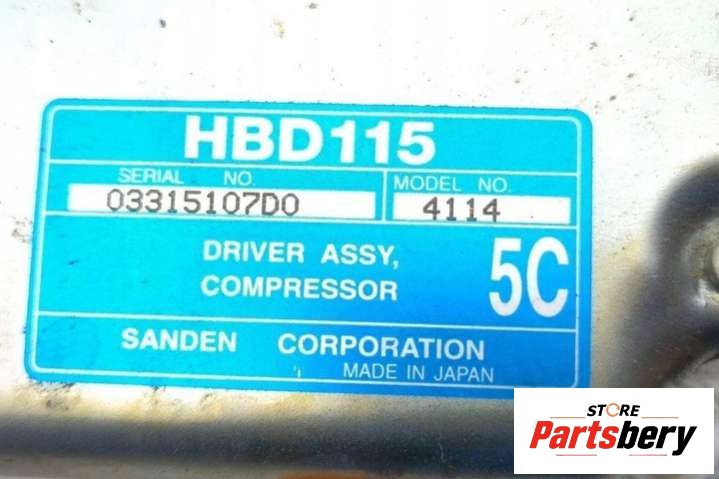 HBD115
SERIAL NO. MODEL NO.
03315107D0 4114
DRIVER ASSY,
COMPRESSOR
5C
SANDEN CORPORATION
MADE IN JAPAN
STORE
Partsbery